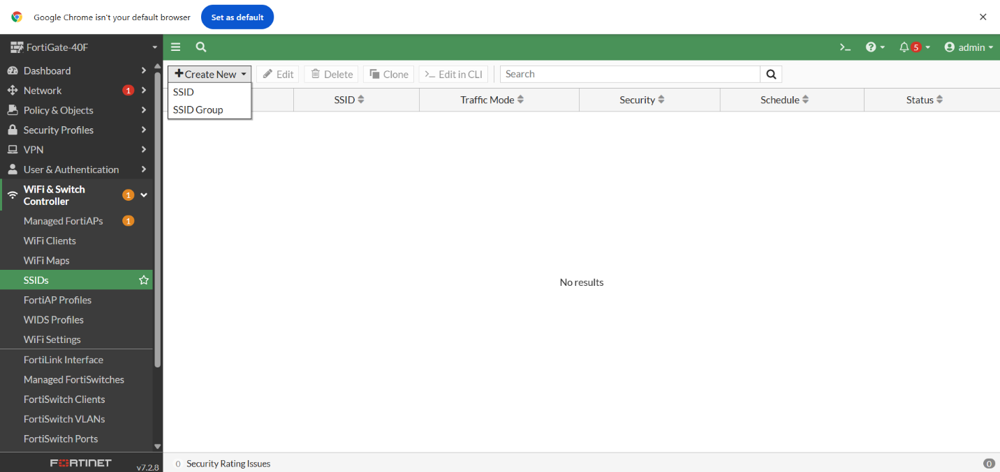 Google Chrome isn't your default browser
Set as default
FortiGate-40F
5
admin
Dashboard
Network 1
Policy & Objects
Security Profiles
VPN
User & Authentication
WiFi & Switch
Controller
1
Managed FortiAPs 1
WiFi Clients
WiFi Maps
SSIDs
FortiAP Profiles
WIDS Profiles
WiFi Settings
FortiLink Interface
Managed FortiSwitches
FortiSwitch Clients
FortiSwitch VLANs
FortiSwitch Ports
FORTINET v7.2.8
Create New Edit Delete Clone Edit in CLI Search
SSID
SSID Group
SSID Traffic Mode Security Schedule Status
No results
0 Security Rating Issues 0